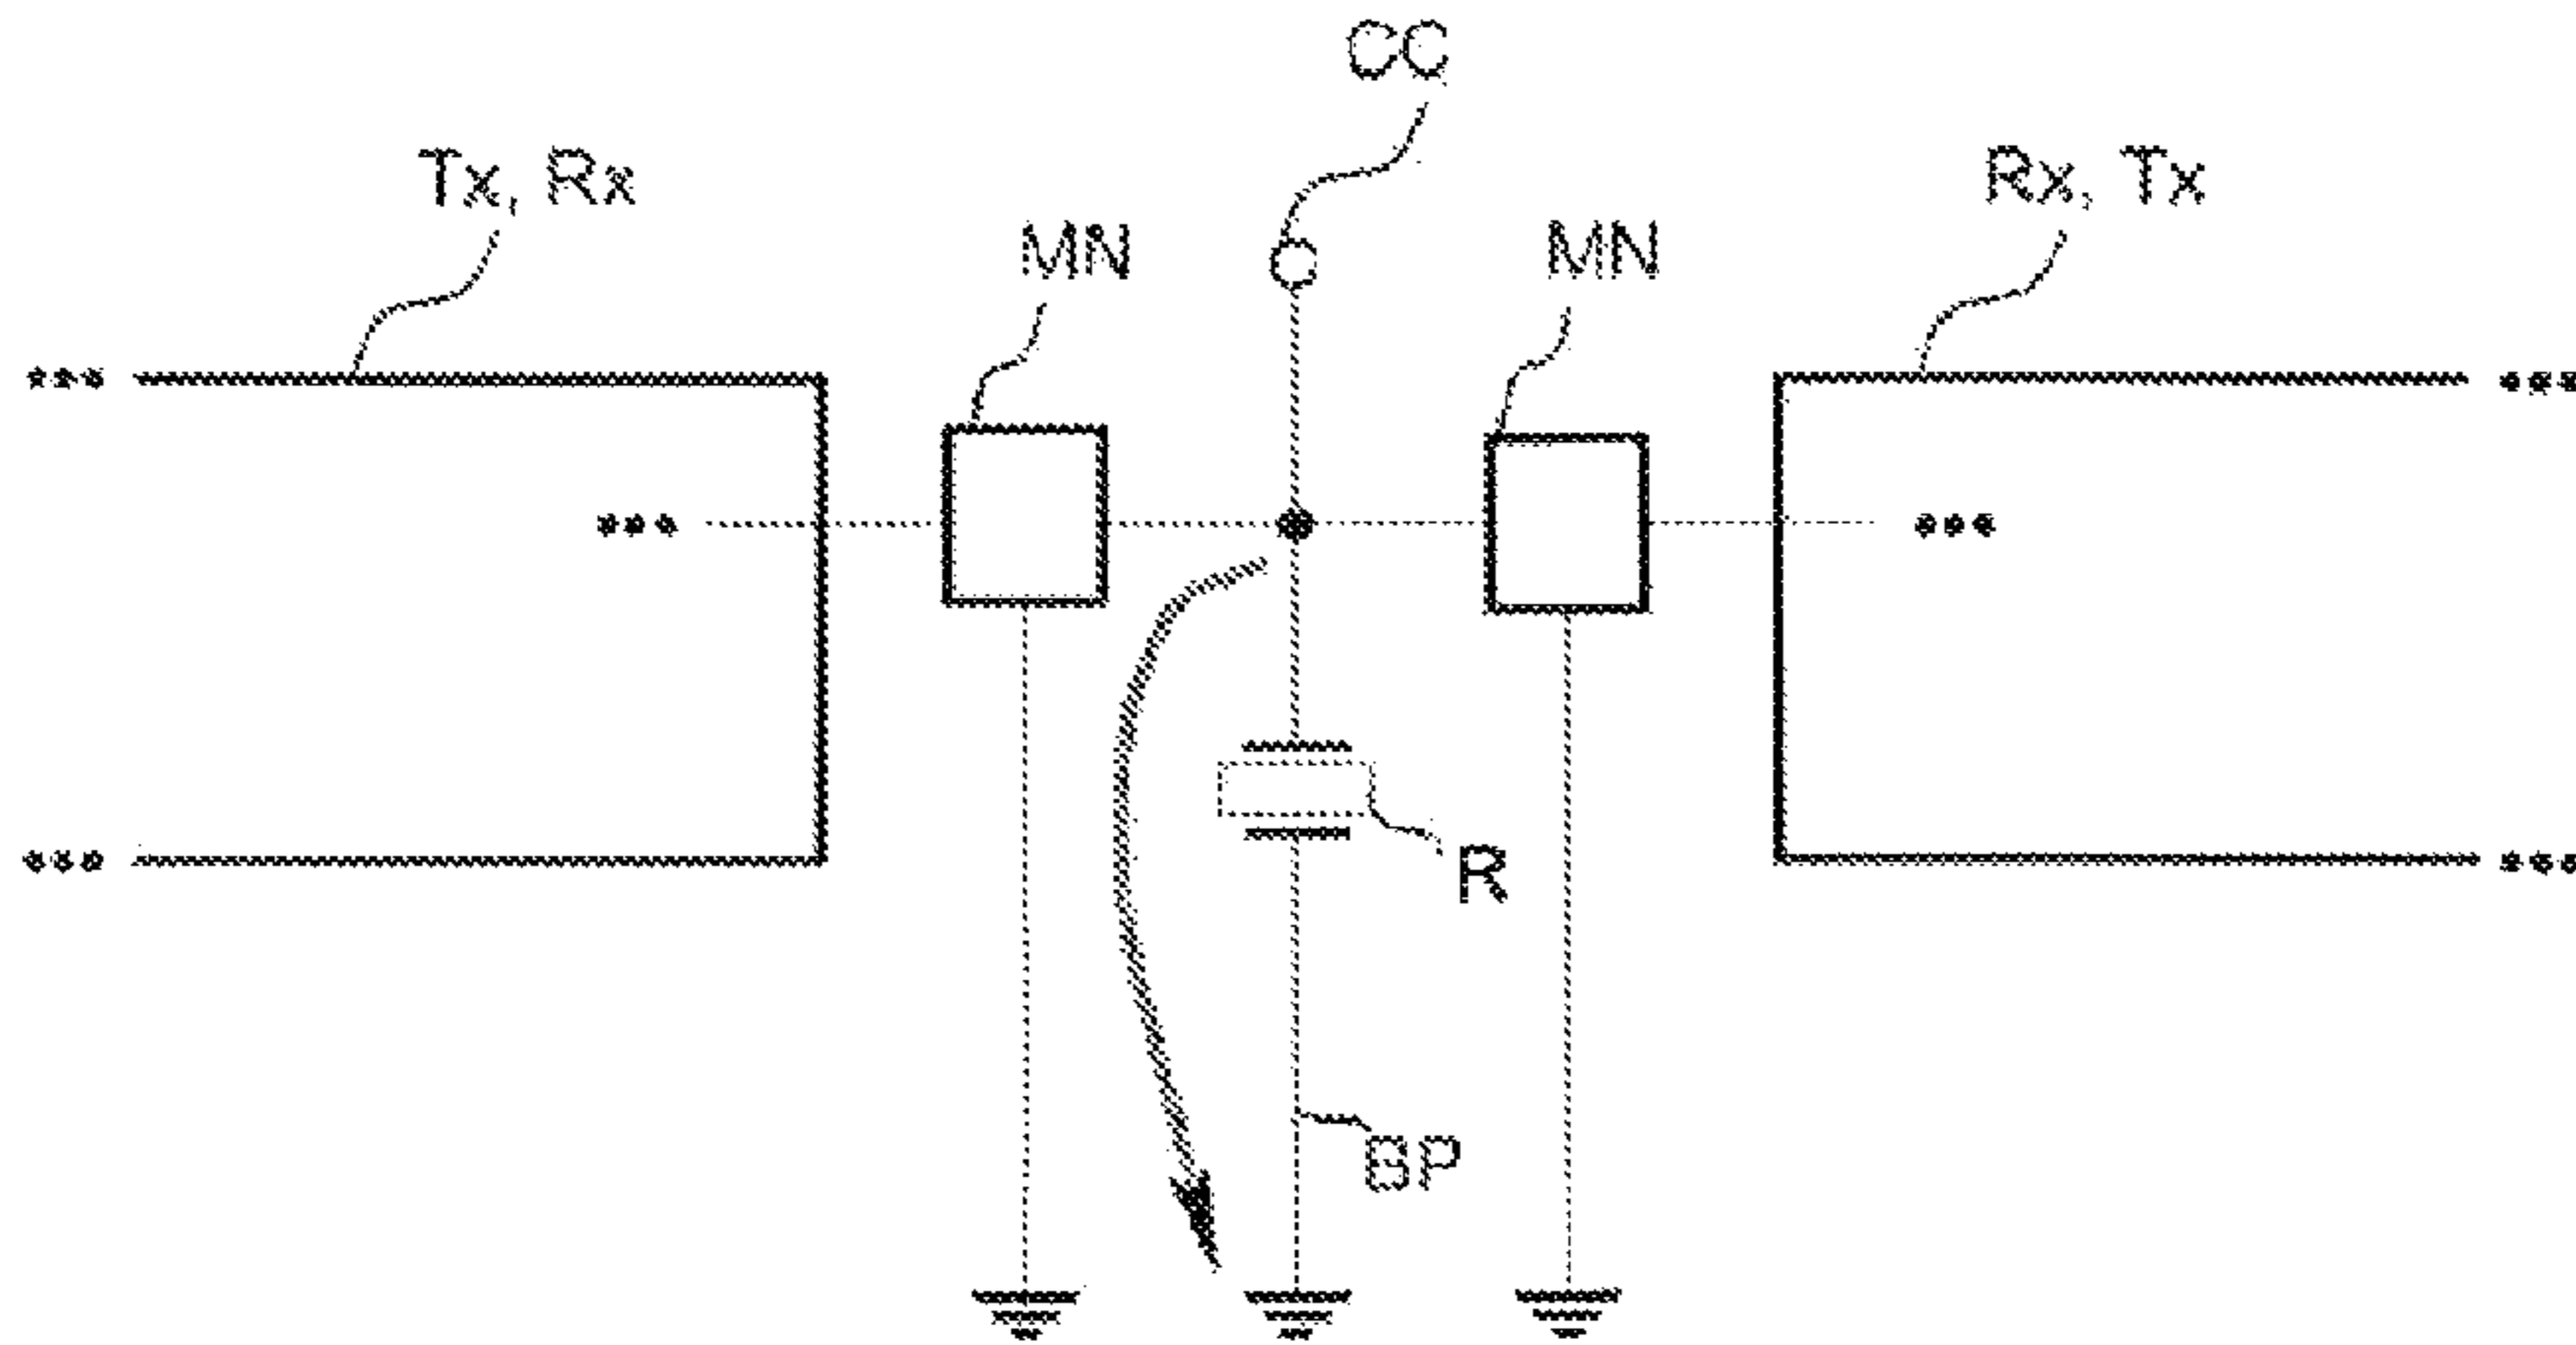 CC
Tx, Rx
Rx, Tx
MN
MN
R
BP